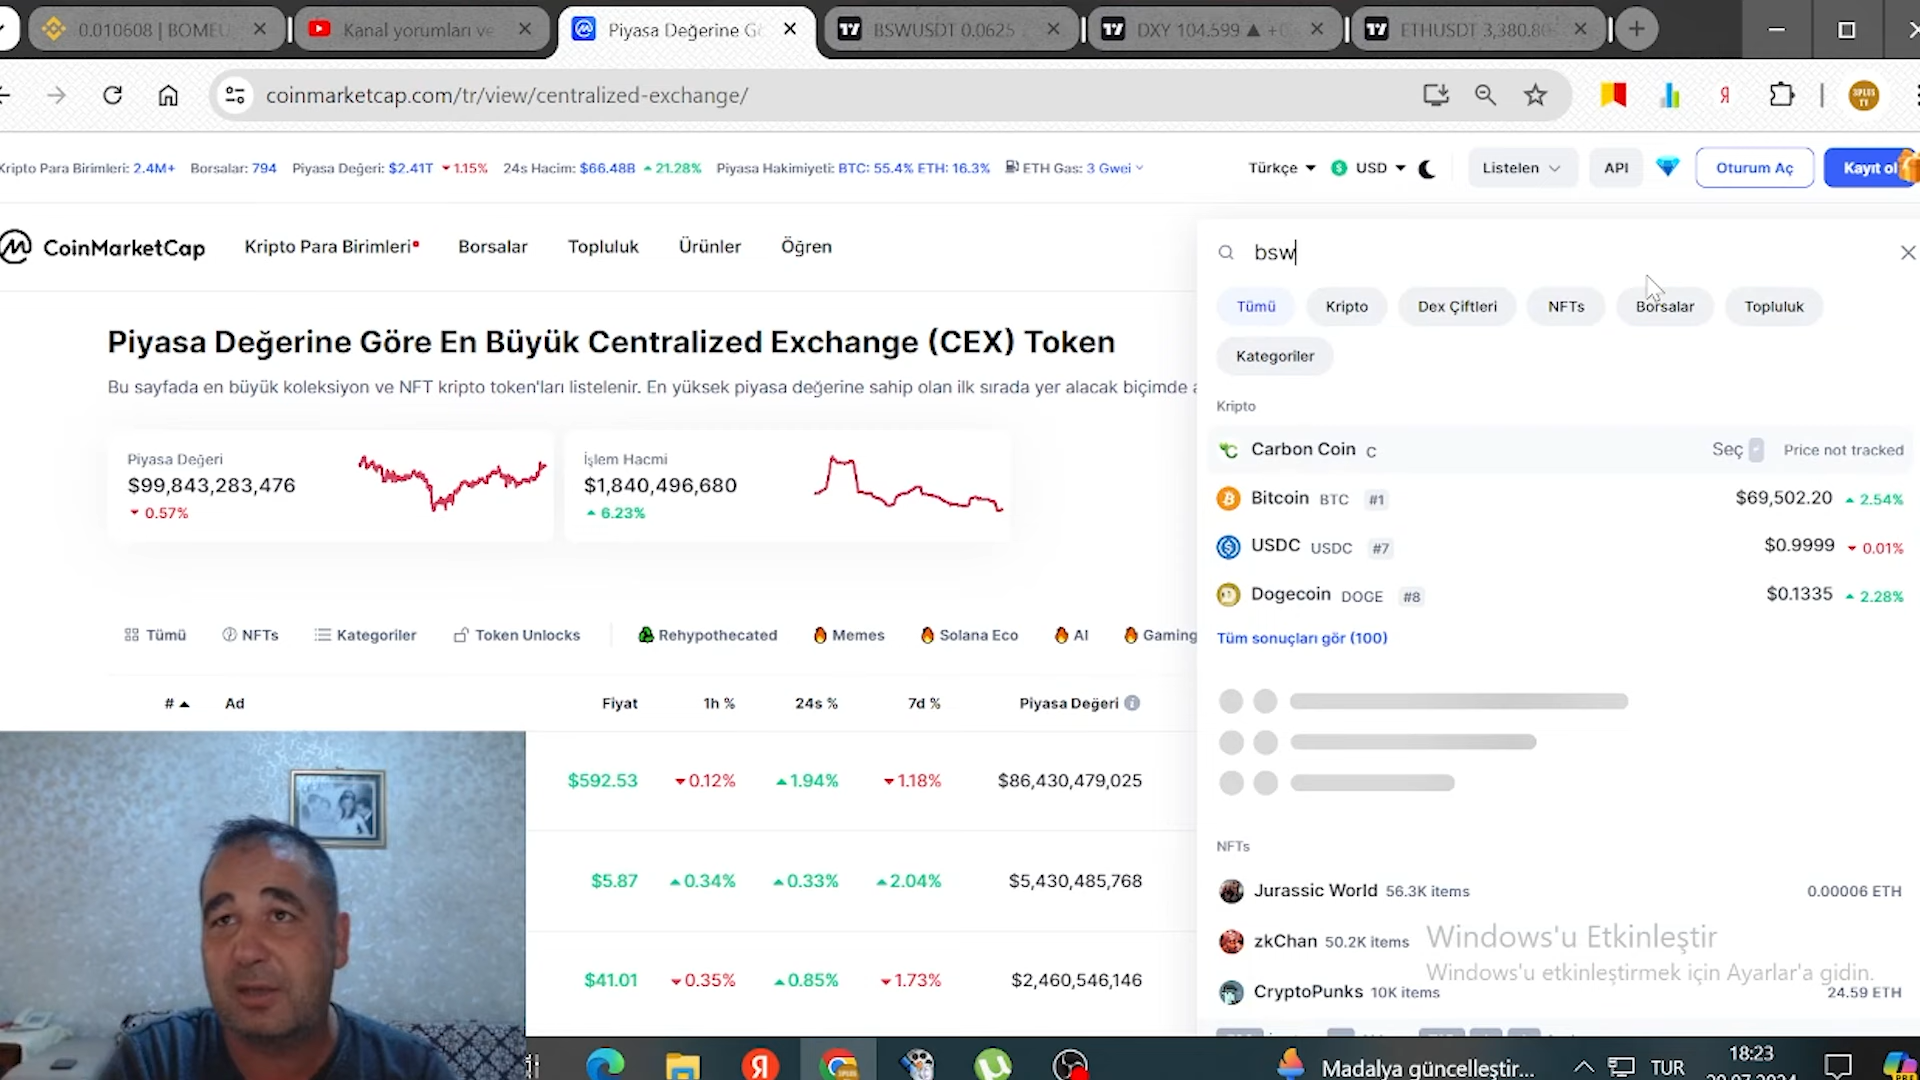 0.010608 | BOMEU
Kanal yorumları ve
Piyasa Değerine Gö
BSWUSDT 0.0625
DXY 104.599 ▲ +0
ETHUSDT 3,380.80
coinmarketcap.com/tr/view/centralized-exchange/
3PLUS TV
Kripto Para Birimleri: 2.4M+ Borsalar: 794 Piyasa Değeri: $2.41T 1.15% 24s Hacim: $66.48B 21.28% Piyasa Hakimiyeti: BTC: 55.4% ETH: 16.3% ETH Gas: 3 Gwei
Türkçe USD Listelen API Oturum Aç Kayıt ol
CoinMarketCap Kripto Para Birimleri Borsalar Topluluk Ürünler Öğren
bsw
Tümü Kripto Dex Çiftleri NFTs Borsalar Topluluk
Kategoriler
Kripto
Carbon Coin C Seç Price not tracked
Bitcoin BTC #1 $69,502.20 2.54%
USDC USDC #7 $0.9999 0.01%
Dogecoin DOGE #8 $0.1335 2.28%
Tüm sonuçları gör (100)
NFTs
Jurassic World 56.3K items 0.00006 ETH
zkChan 50.2K items
CryptoPunks 10K items 24.59 ETH
Piyasa Değerine Göre En Büyük Centralized Exchange (CEX) Token
Bu sayfada en büyük koleksiyon ve NFT kripto token'ları listelenir. En yüksek piyasa değerine sahip olan ilk sırada yer alacak biçimde
Piyasa Değeri
$99,843,283,476
0.57%
İşlem Hacmi
$1,840,496,680
6.23%
Tümü NFTs Kategoriler Token Unlocks Rehypothecated Memes Solana Eco AI Gaming
# Ad Fiyat 1h % 24s % 7d % Piyasa Değeri
$592.53 0.12% 1.94% 1.18% $86,430,479,025
$5.87 0.34% 0.33% 2.04% $5,430,485,768
$41.01 0.35% 0.85% 1.73% $2,460,546,146
Windows'u Etkinleştir
Windows'u etkinleştirmek için Ayarlar'a gidin.
Madalya güncelleştir...
TUR
18:23